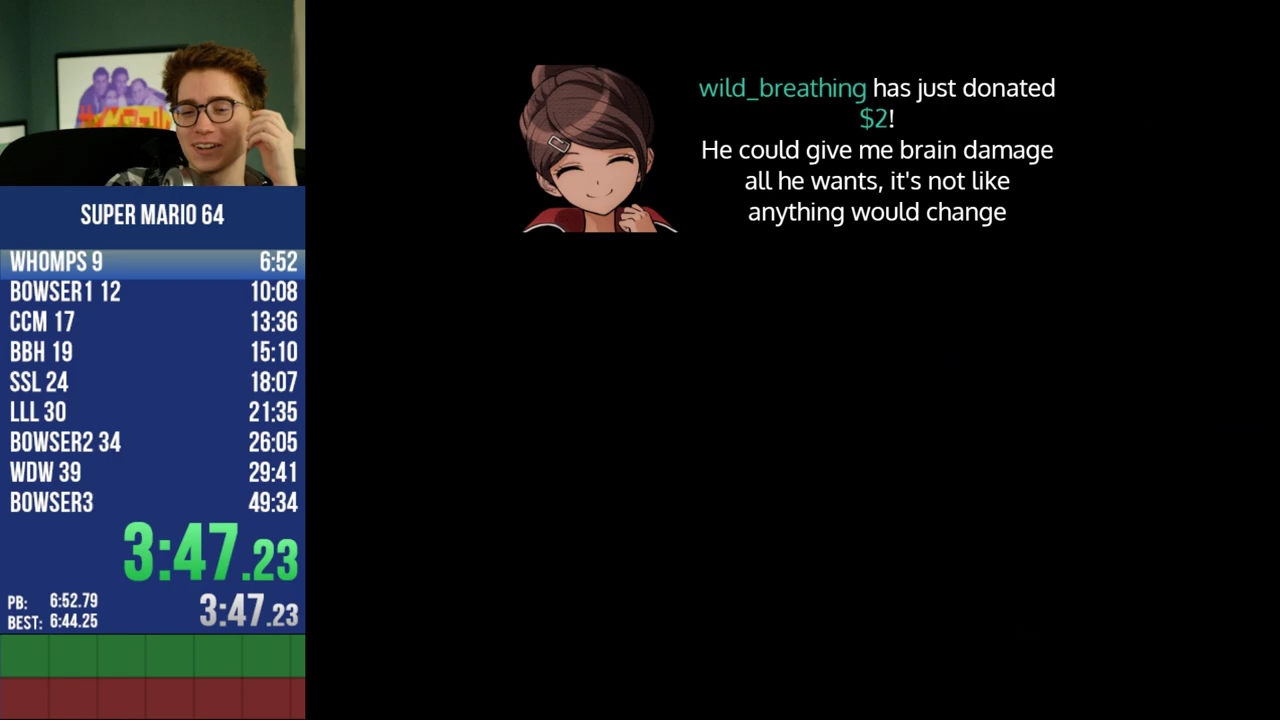 SUPER MARIO 64
WHOMPS 9 6:52
BOWSER1 12 10:08
CCM 17 13:36
BBH 19 15:10
SSL 24 18:07
LLL 30 21:35
BOWSER2 34 26:05
WDW 39 29:41
BOWSER3 49:34
3:47.23
PB: 6:52.79
BEST: 6:44.25
3:47.23
wild_breathing has just donated
$2!
He could give me brain damage
all he wants, it's not like
anything would change